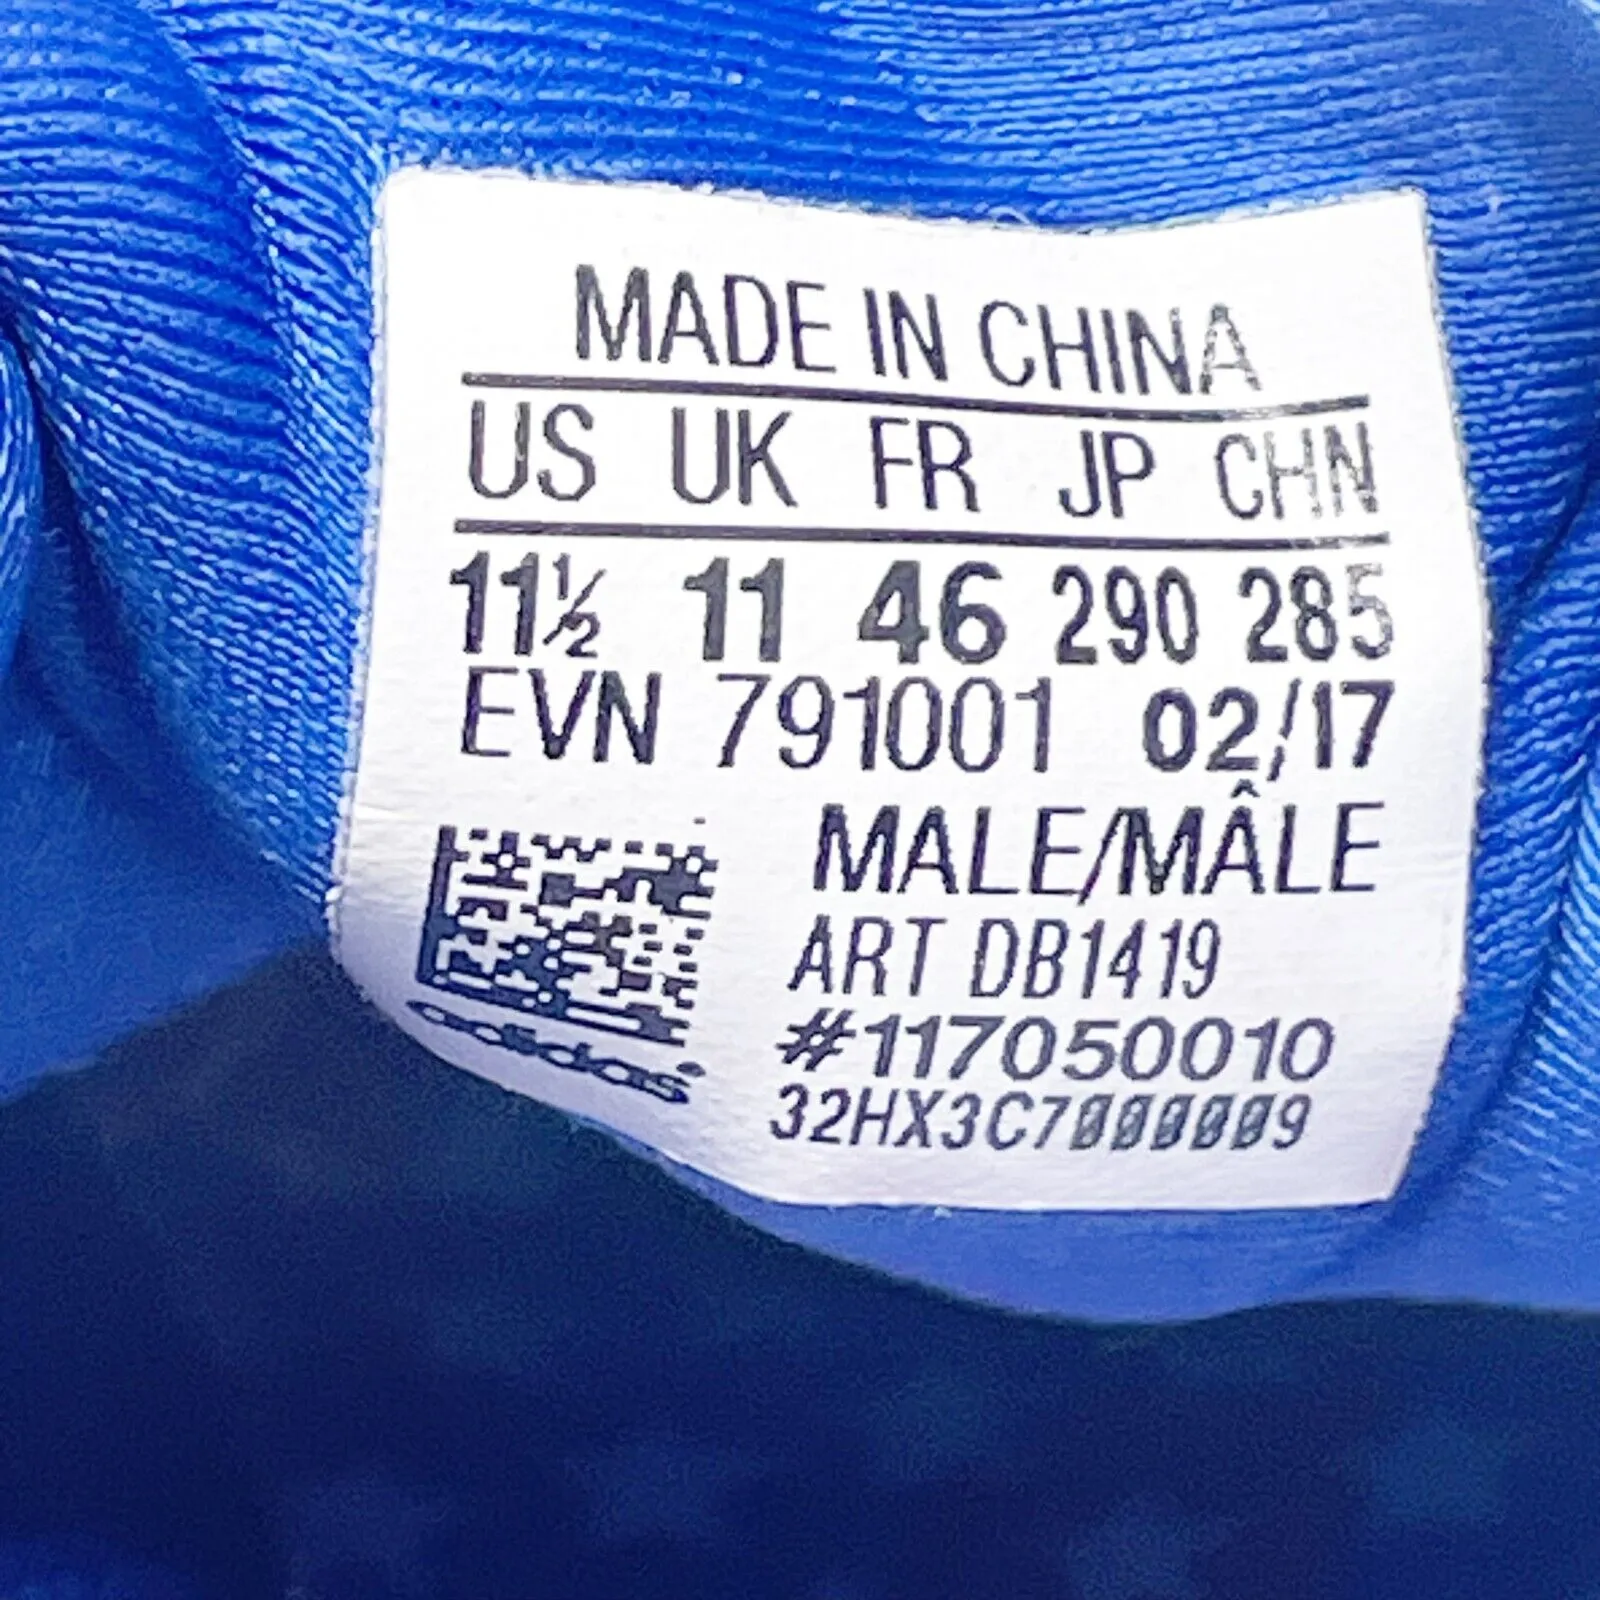 MADE IN CHINA
US UK FR JP CHN
11½ 11 46 290 285
EVN 791001 02/17
MALE/MÂLE
ART DB1419
#117050010
32HX3C7000009
adidas